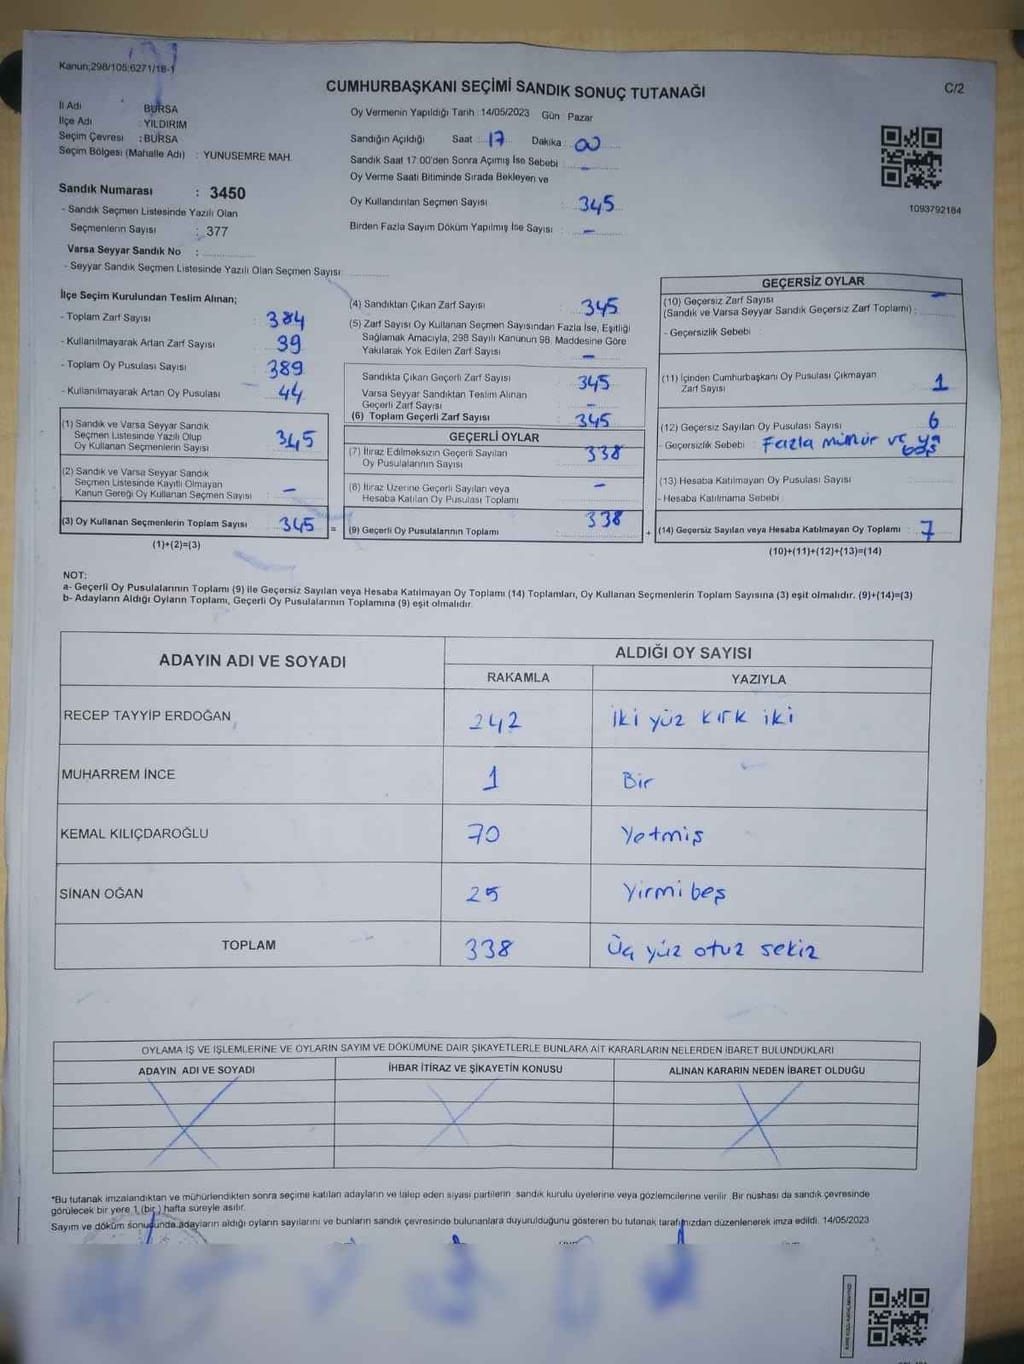 Kanun;298/105;6271/18-1
CUMHURBAŞKANI SEÇİMİ SANDIK SONUÇ TUTANAĞI
C/2
İl Adı : BURSA
İlçe Adı : YILDIRIM
Seçim Çevresi : BURSA
Seçim Bölgesi (Mahalle Adı) : YUNUSEMRE MAH.
Sandık Numarası : 3450
- Sandık Seçmen Listesinde Yazılı Olan
Seçmenlerin Sayısı : 377
Varsa Seyyar Sandık No :
- Seyyar Sandık Seçmen Listesinde Yazılı Olan Seçmen Sayısı
Oy Vermenin Yapıldığı Tarih : 14/05/2023 Gün Pazar
Sandığın Açıldığı Saat : 17 Dakika : 00
Sandık Saat 17:00'den Sonra Açımış İse Sebebi : -
Oy Verme Saati Bitiminde Sırada Bekleyen ve
Oy Kullandırılan Seçmen Sayısı : 345
Birden Fazla Sayım Döküm Yapılmış İse Sayısı : -
1093792184
İlçe Seçim Kurulundan Teslim Alınan;
- Toplam Zarf Sayısı : 384
- Kullanılmayarak Artan Zarf Sayısı : 39
- Toplam Oy Pusulası Sayısı : 389
- Kullanılmayarak Artan Oy Pusulası : 44
(1) Sandık ve Varsa Seyyar Sandık
Seçmen Listesinde Yazılı Olup
Oy Kullanan Seçmenlerin Sayısı 345
(2) Sandık ve Varsa Seyyar Sandık
Seçmen Listesinde Kayıtlı Olmayan
Kanun Gereği Oy Kullanan Seçmen Sayısı -
(3) Oy Kullanan Seçmenlerin Toplam Sayısı 345 =
(1)+(2)=(3)
(4) Sandıktan Çıkan Zarf Sayısı : 345
(5) Zarf Sayısı Oy Kullanan Seçmen Sayısından Fazla İse, Eşitliği
Sağlamak Amacıyla, 298 Sayılı Kanunun 98. Maddesine Göre
Yakılarak Yok Edilen Zarf Sayısı : -
Sandıkta Çıkan Geçerli Zarf Sayısı : 345
Varsa Seyyar Sandıktan Teslim Alınan
Geçerli Zarf Sayısı : -
(6) Toplam Geçerli Zarf Sayısı : 345
GEÇERLİ OYLAR
(7) İtiraz Edilmeksizin Geçerli Sayılan
Oy Pusulalarının Sayısı : 338
(8) İtiraz Üzerine Geçerli Sayılan veya
Hesaba Katılan Oy Pusulası Toplamı : -
(9) Geçerli Oy Pusulalarının Toplamı : 338 +
GEÇERSİZ OYLAR
(10) Geçersiz Zarf Sayısı -
(Sandık ve Varsa Seyyar Sandık Geçersiz Zarf Toplamı) :
- Geçersizlik Sebebi :
(11) İçinden Cumhurbaşkanı Oy Pusulası Çıkmayan
Zarf Sayısı : 1
(12) Geçersiz Sayılan Oy Pusulası Sayısı : 6
- Geçersizlik Sebebi : Fazla mühür ve ya boş
(13) Hesaba Katılmayan Oy Pusulası Sayısı :
- Hesaba Katılmama Sebebi :
(14) Geçersiz Sayılan veya Hesaba Katılmayan Oy Toplamı : 7
(10)+(11)+(12)+(13)=(14)
NOT:
a- Geçerli Oy Pusulalarının Toplamı (9) ile Geçersiz Sayılan veya Hesaba Katılmayan Oy Toplamı (14) Toplamları, Oy Kullanan Seçmenlerin Toplam Sayısına (3) eşit olmalıdır. (9)+(14)=(3)
b- Adayların Aldığı Oyların Toplamı, Geçerli Oy Pusulalarının Toplamına (9) eşit olmalıdır.
ADAYIN ADI VE SOYADI
ALDIĞI OY SAYISI
RAKAMLA YAZIYLA
RECEP TAYYİP ERDOĞAN 242 iki yüz kırk iki
MUHARREM İNCE 1 Bir
KEMAL KILIÇDAROĞLU 70 Yetmiş
SİNAN OĞAN 25 Yirmi beş
TOPLAM 338 Üç yüz otuz sekiz
OYLAMA İŞ VE İŞLEMLERİNE VE OYLARIN SAYIM VE DÖKÜMÜNE DAİR ŞİKAYETLERLE BUNLARA AİT KARARLARIN NELERDEN İBARET BULUNDUKLARI
ADAYIN ADI VE SOYADI İHBAR İTİRAZ VE ŞİKAYETİN KONUSU ALINAN KARARIN NEDEN İBARET OLDUĞU
*Bu tutanak imzalandıktan ve mühürlendikten sonra seçime katılan adayların ve talep eden siyasi partilerin sandık kurulu üyelerine veya gözlemcilerine verilir. Bir nüshası da sandık çevresinde
görülecek bir yere 1 (bir) hafta süreyle asılır.
Sayım ve döküm sonucunda adayların aldığı oyların sayılarını ve bunların sandık çevresinde bulunanlara duyurulduğunu gösteren bu tutanak tarafımızdan düzenlenerek imza edildi. 14/05/2023